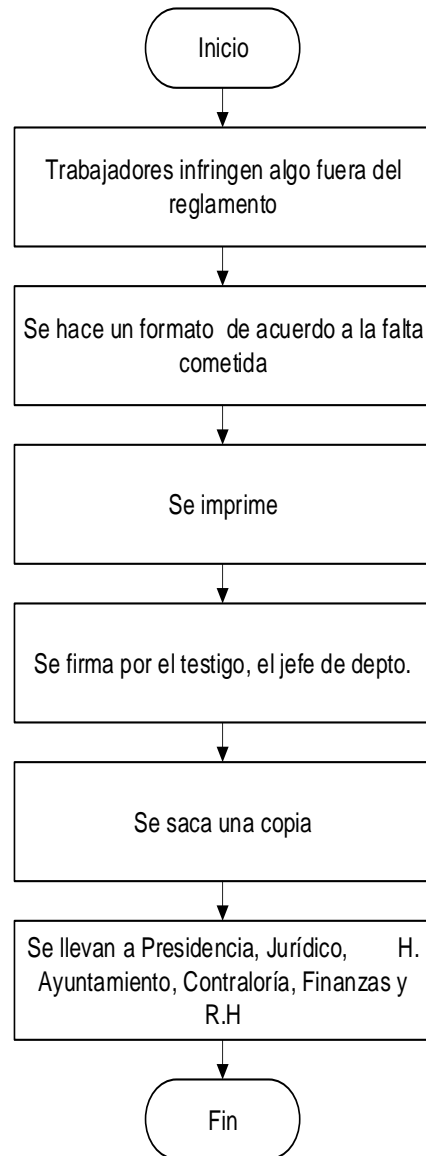 Inicio
Trabajadores infringen algo fuera del
reglamento
Se hace un formato de acuerdo a la falta
cometida
Se imprime
Se firma por el testigo, el jefe de depto.
Se saca una copia
Se llevan a Presidencia, Jurídico, H.
Ayuntamiento, Contraloría, Finanzas y
R.H
Fin